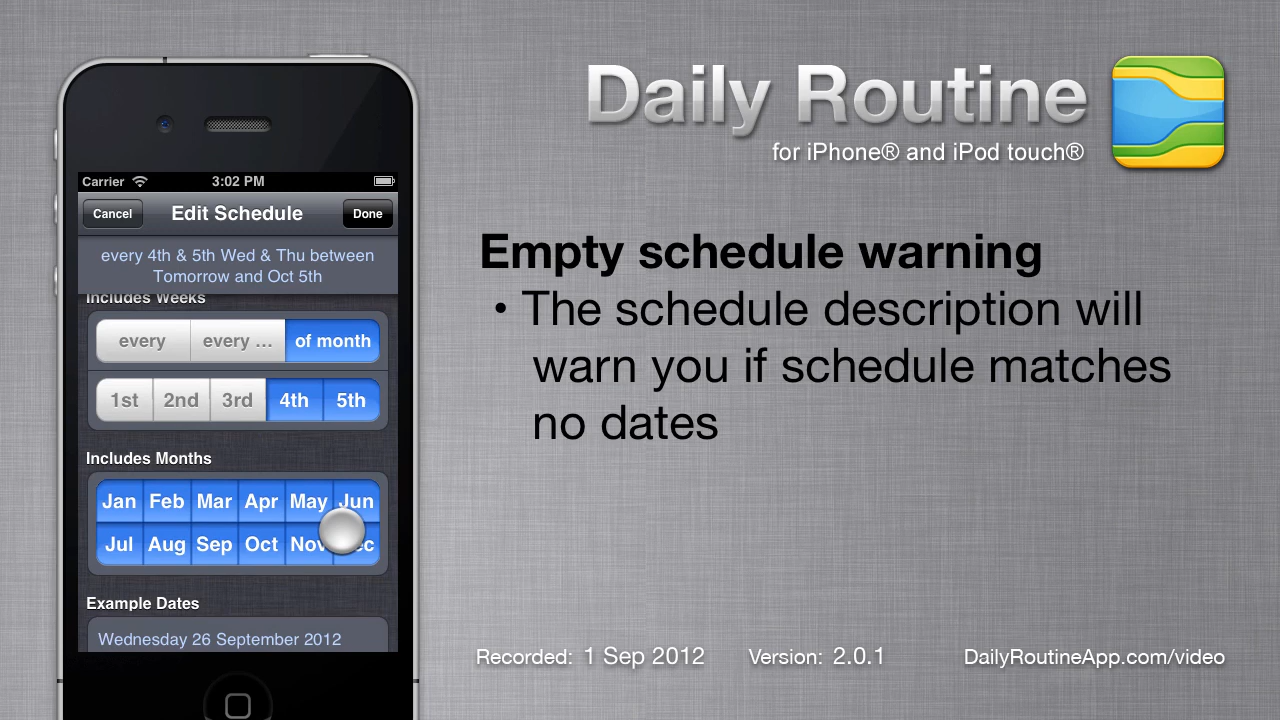 Daily Routine
for iPhone® and iPod touch®
Carrier 3:02 PM
Cancel Edit Schedule Done
every 4th & 5th Wed & Thu between
Tomorrow and Oct 5th
Includes Weeks
every every ... of month
1st 2nd 3rd 4th 5th
Includes Months
Jan Feb Mar Apr May Jun
Jul Aug Sep Oct Nov
Example Dates
Wednesday 26 September 2012
Empty schedule warning
• The schedule description will
warn you if schedule matches
no dates
Recorded: 1 Sep 2012 Version: 2.0.1 DailyRoutineApp.com/video